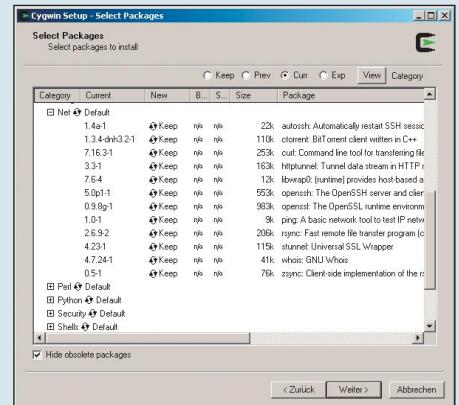 Cygwin Setup - Select Packages
Select Packages
Select packages to install
Keep Prev Curr Exp View Category
Category Current New B... S... Size Package
Net Default
1.4a-1 Keep n/a n/a 22k autossh: Automatically restart SSH sessic
1.3.4-dnh3.2-1 Keep n/a n/a 110k ctorrent: BitTorrent client written in C++
7.16.3-1 Keep n/a n/a 253k curl: Command line tool for transferring file
3.3-1 Keep n/a n/a 163k httptunnel: Tunnel data stream in HTTP r
7.6-4 Keep n/a n/a 12k libwrap0: (runtime) provides host-based a
5.0p1-1 Keep n/a n/a 553k openssh: The OpenSSH server and clien
0.9.8g-1 Keep n/a n/a 983k openssl: The OpenSSL runtime environm
1.0-1 Keep n/a n/a 9k ping: A basic network tool to test IP netw
2.6.9-2 Keep n/a n/a 206k rsync: Fast remote file transfer program (c
4.23-1 Keep n/a n/a 115k stunnel: Universal SSL Wrapper
4.7.24-1 Keep n/a n/a 41k whois: GNU Whois
0.5-1 Keep n/a n/a 76k zsync: Client-side implementation of the rs
Perl Default
Python Default
Security Default
Shells Default
Hide obsolete packages
< Zurück Weiter > Abbrechen